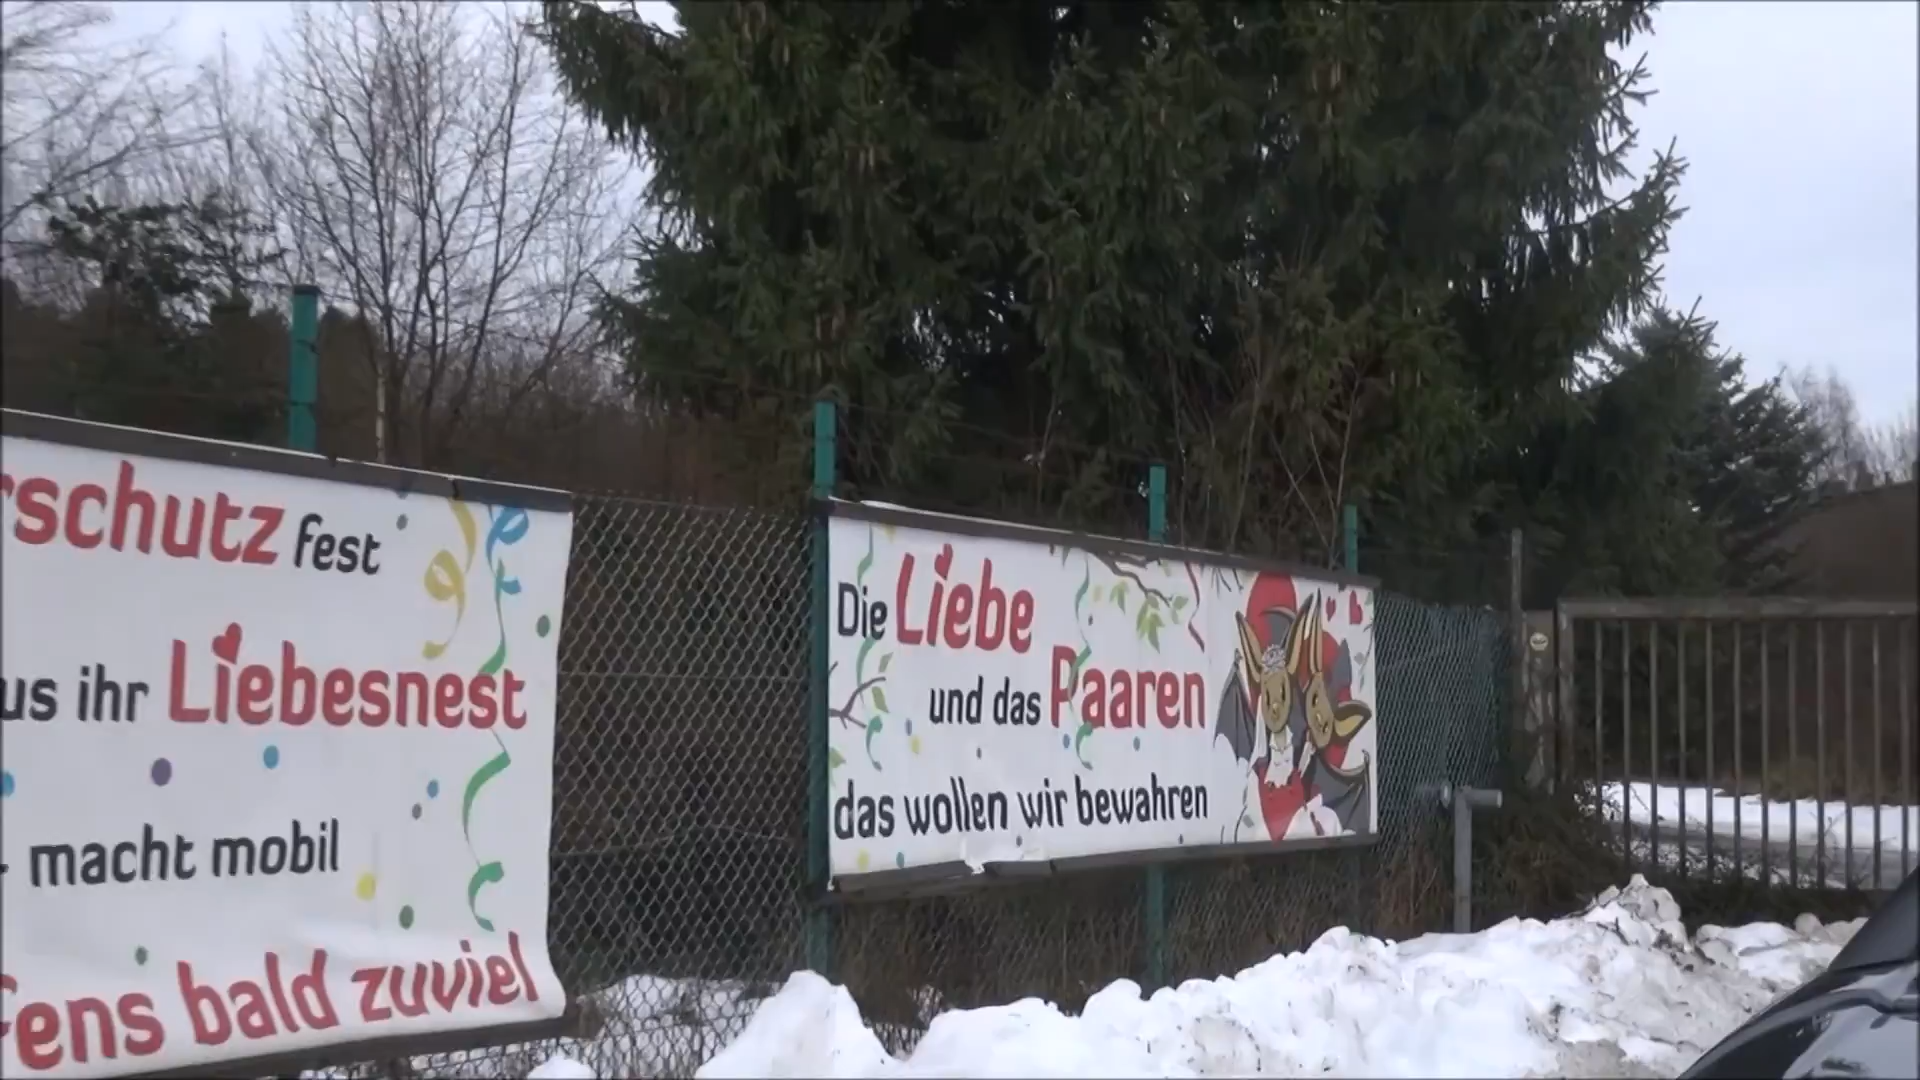 rschutz fest
us ihr Liebesnest
macht mobil
fens bald zuviel
Die Liebe
und das Paaren
das wollen wir bewahren